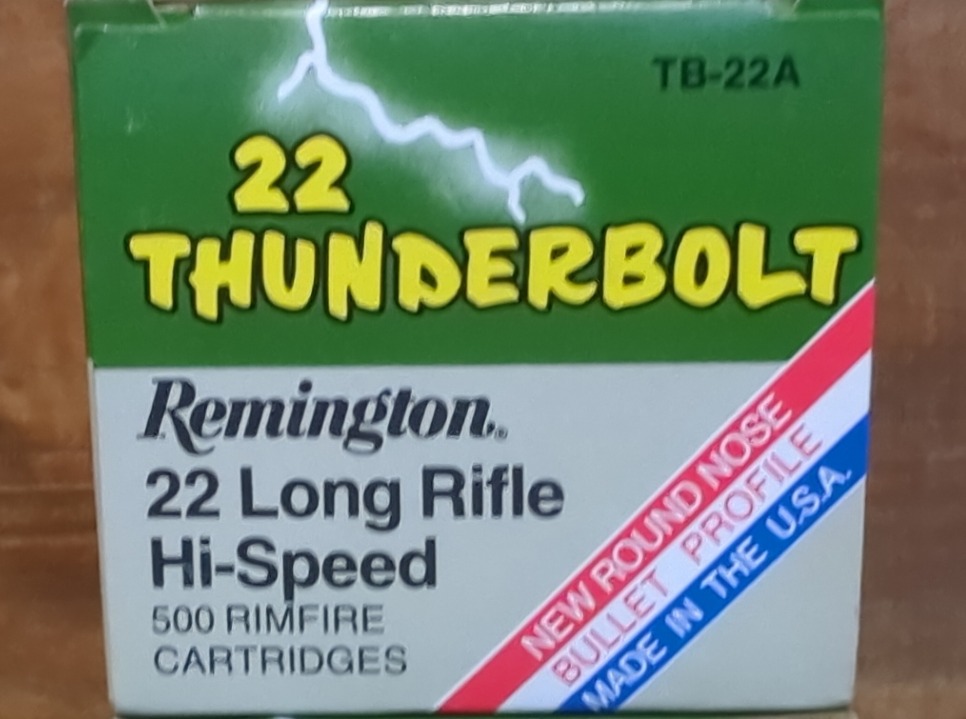 TB-22A
22
THUNDERBOLT
Remington®
22 Long Rifle
Hi-Speed
500 RIMFIRE
CARTRIDGES
NEW ROUND NOSE
BULLET PROFILE
MADE IN THE U.S.A.